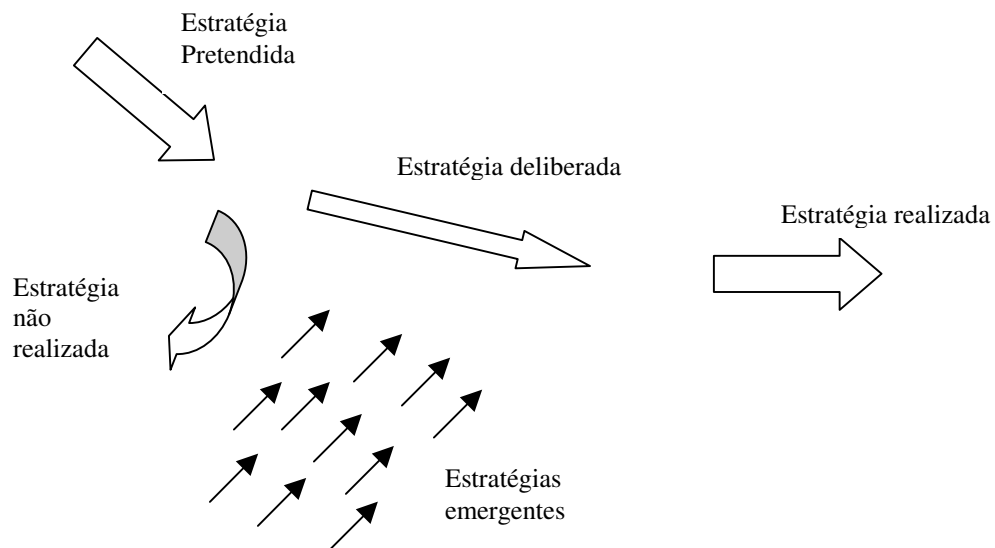 Estratégia
Pretendida
Estratégia deliberada
Estratégia realizada
Estratégia
não
realizada
Estratégias
emergentes